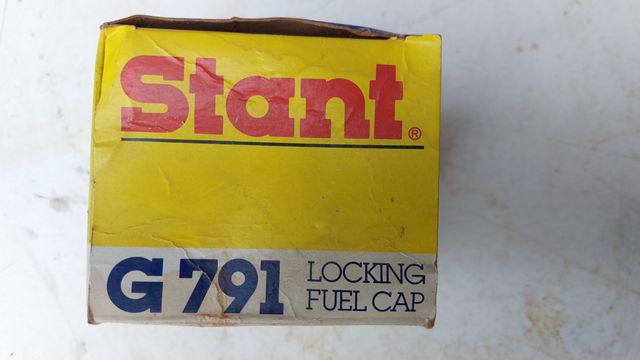 Stant®
G 791
LOCKING
FUEL CAP